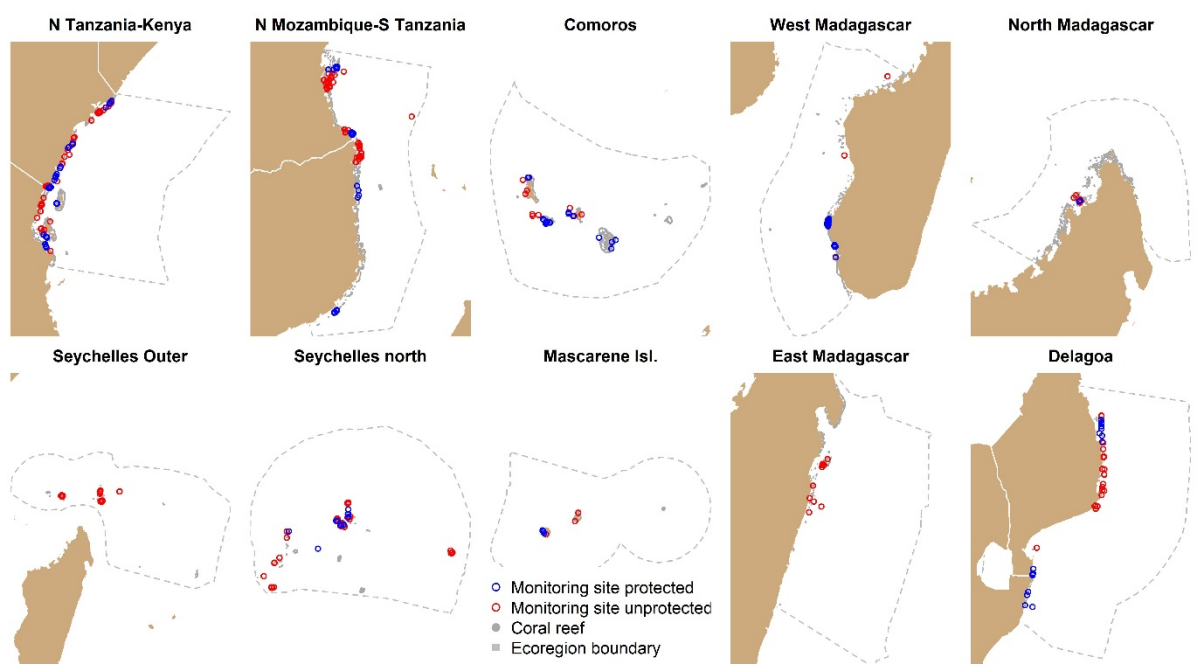 N Tanzania-Kenya
N Mozambique-S Tanzania
Comoros
West Madagascar
North Madagascar
Seychelles Outer
Seychelles north
Mascarene Isl.
East Madagascar
Delagoa
Monitoring site protected
Monitoring site unprotected
Coral reef
Ecoregion boundary